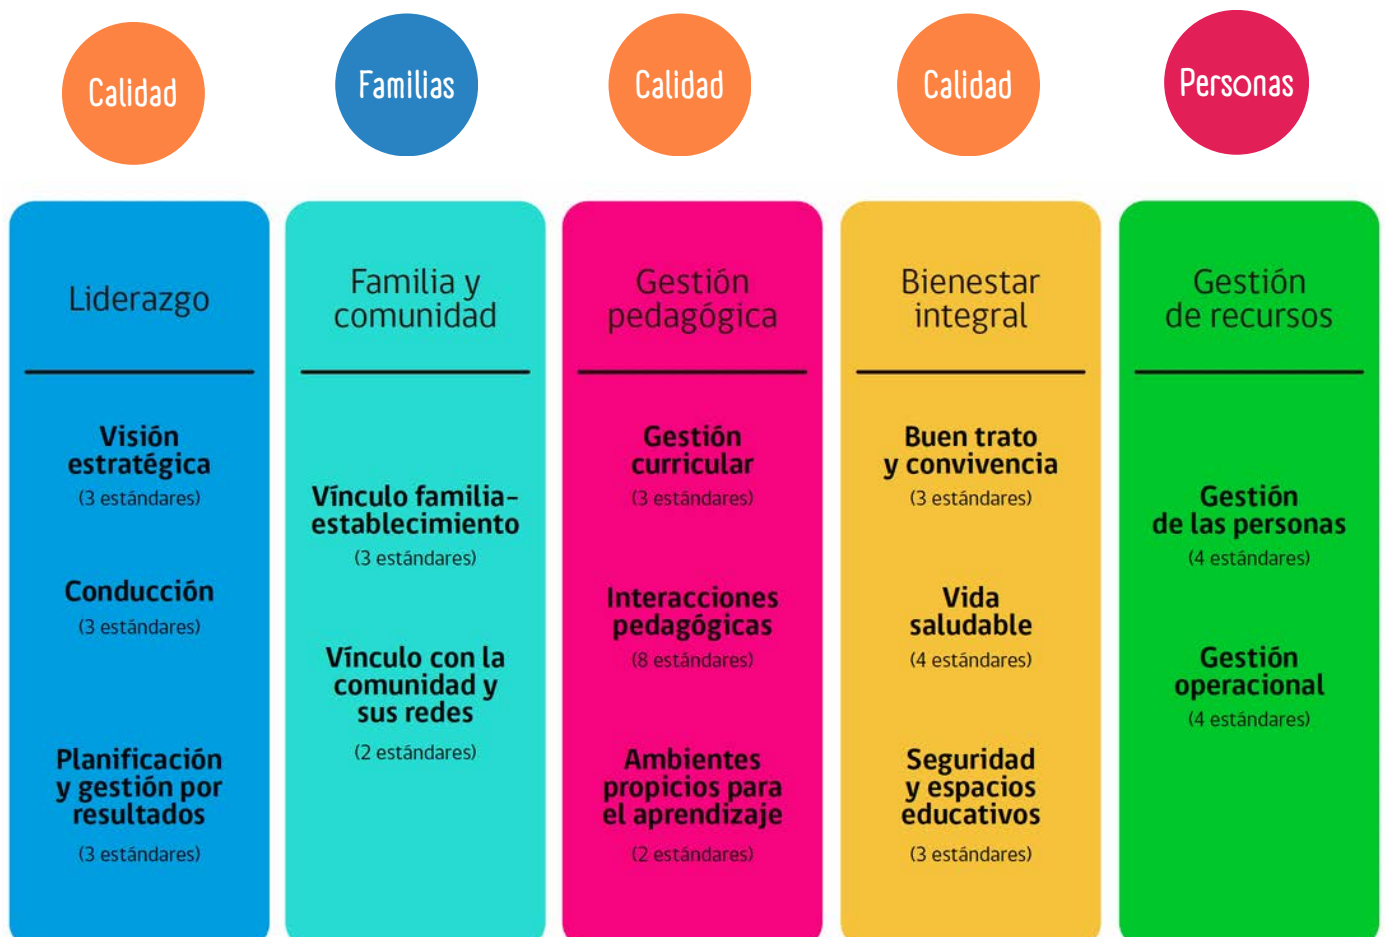 Calidad
Familias
Calidad
Calidad
Personas
Liderazgo
Visión
estratégica
(3 estándares)
Conducción
(3 estándares)
Planificación
y gestión por
resultados
(3 estándares)
Familia y
comunidad
Vínculo familia–
establecimiento
(3 estándares)
Vínculo con la
comunidad y
sus redes
(2 estándares)
Gestión
pedagógica
Gestión
curricular
(3 estándares)
Interacciones
pedagógicas
(8 estándares)
Ambientes
propicios para
el aprendizaje
(2 estándares)
Bienestar
integral
Buen trato
y convivencia
(3 estándares)
Vida
saludable
(4 estándares)
Seguridad
y espacios
educativos
(3 estándares)
Gestión
de recursos
Gestión
de las personas
(4 estándares)
Gestión
operacional
(4 estándares)